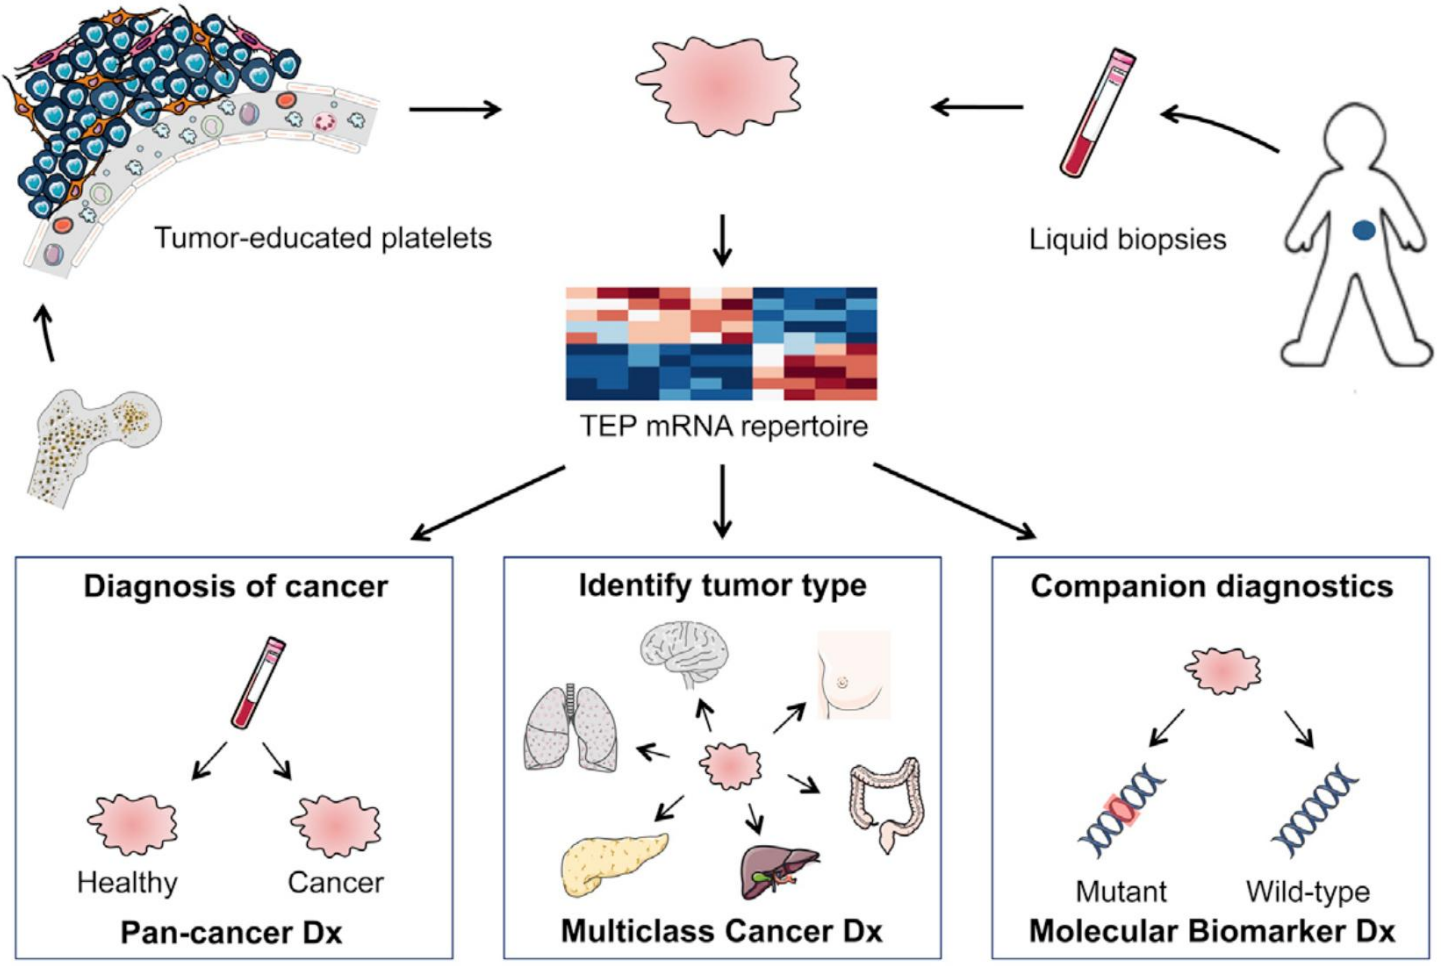 Tumor-educated platelets
Liquid biopsies
TEP mRNA repertoire
Diagnosis of cancer
Healthy
Cancer
Pan-cancer Dx
Identify tumor type
Multiclass Cancer Dx
Companion diagnostics
Mutant
Wild-type
Molecular Biomarker Dx